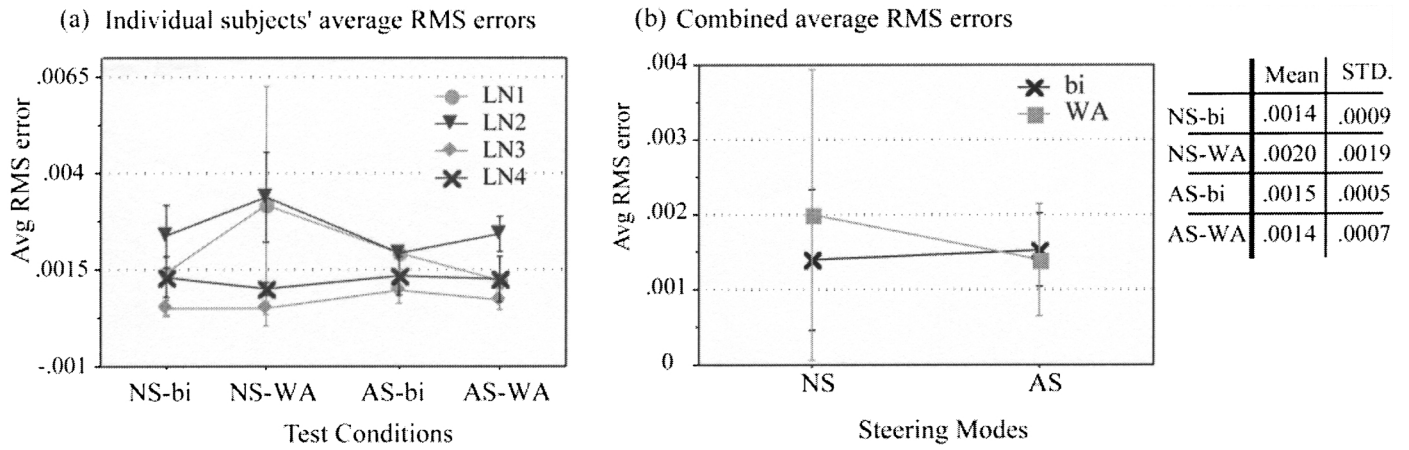 (a) Individual subjects' average RMS errors
Avg RMS error
.0065
.004
.0015
-.001
LN1
LN2
LN3
LN4
NS-bi NS-WA AS-bi AS-WA
Test Conditions
(b) Combined average RMS errors
Avg RMS error
.004
.003
.002
.001
0
bi
WA
NS AS
Steering Modes
Mean STD.
NS-bi .0014 .0009
NS-WA .0020 .0019
AS-bi .0015 .0005
AS-WA .0014 .0007